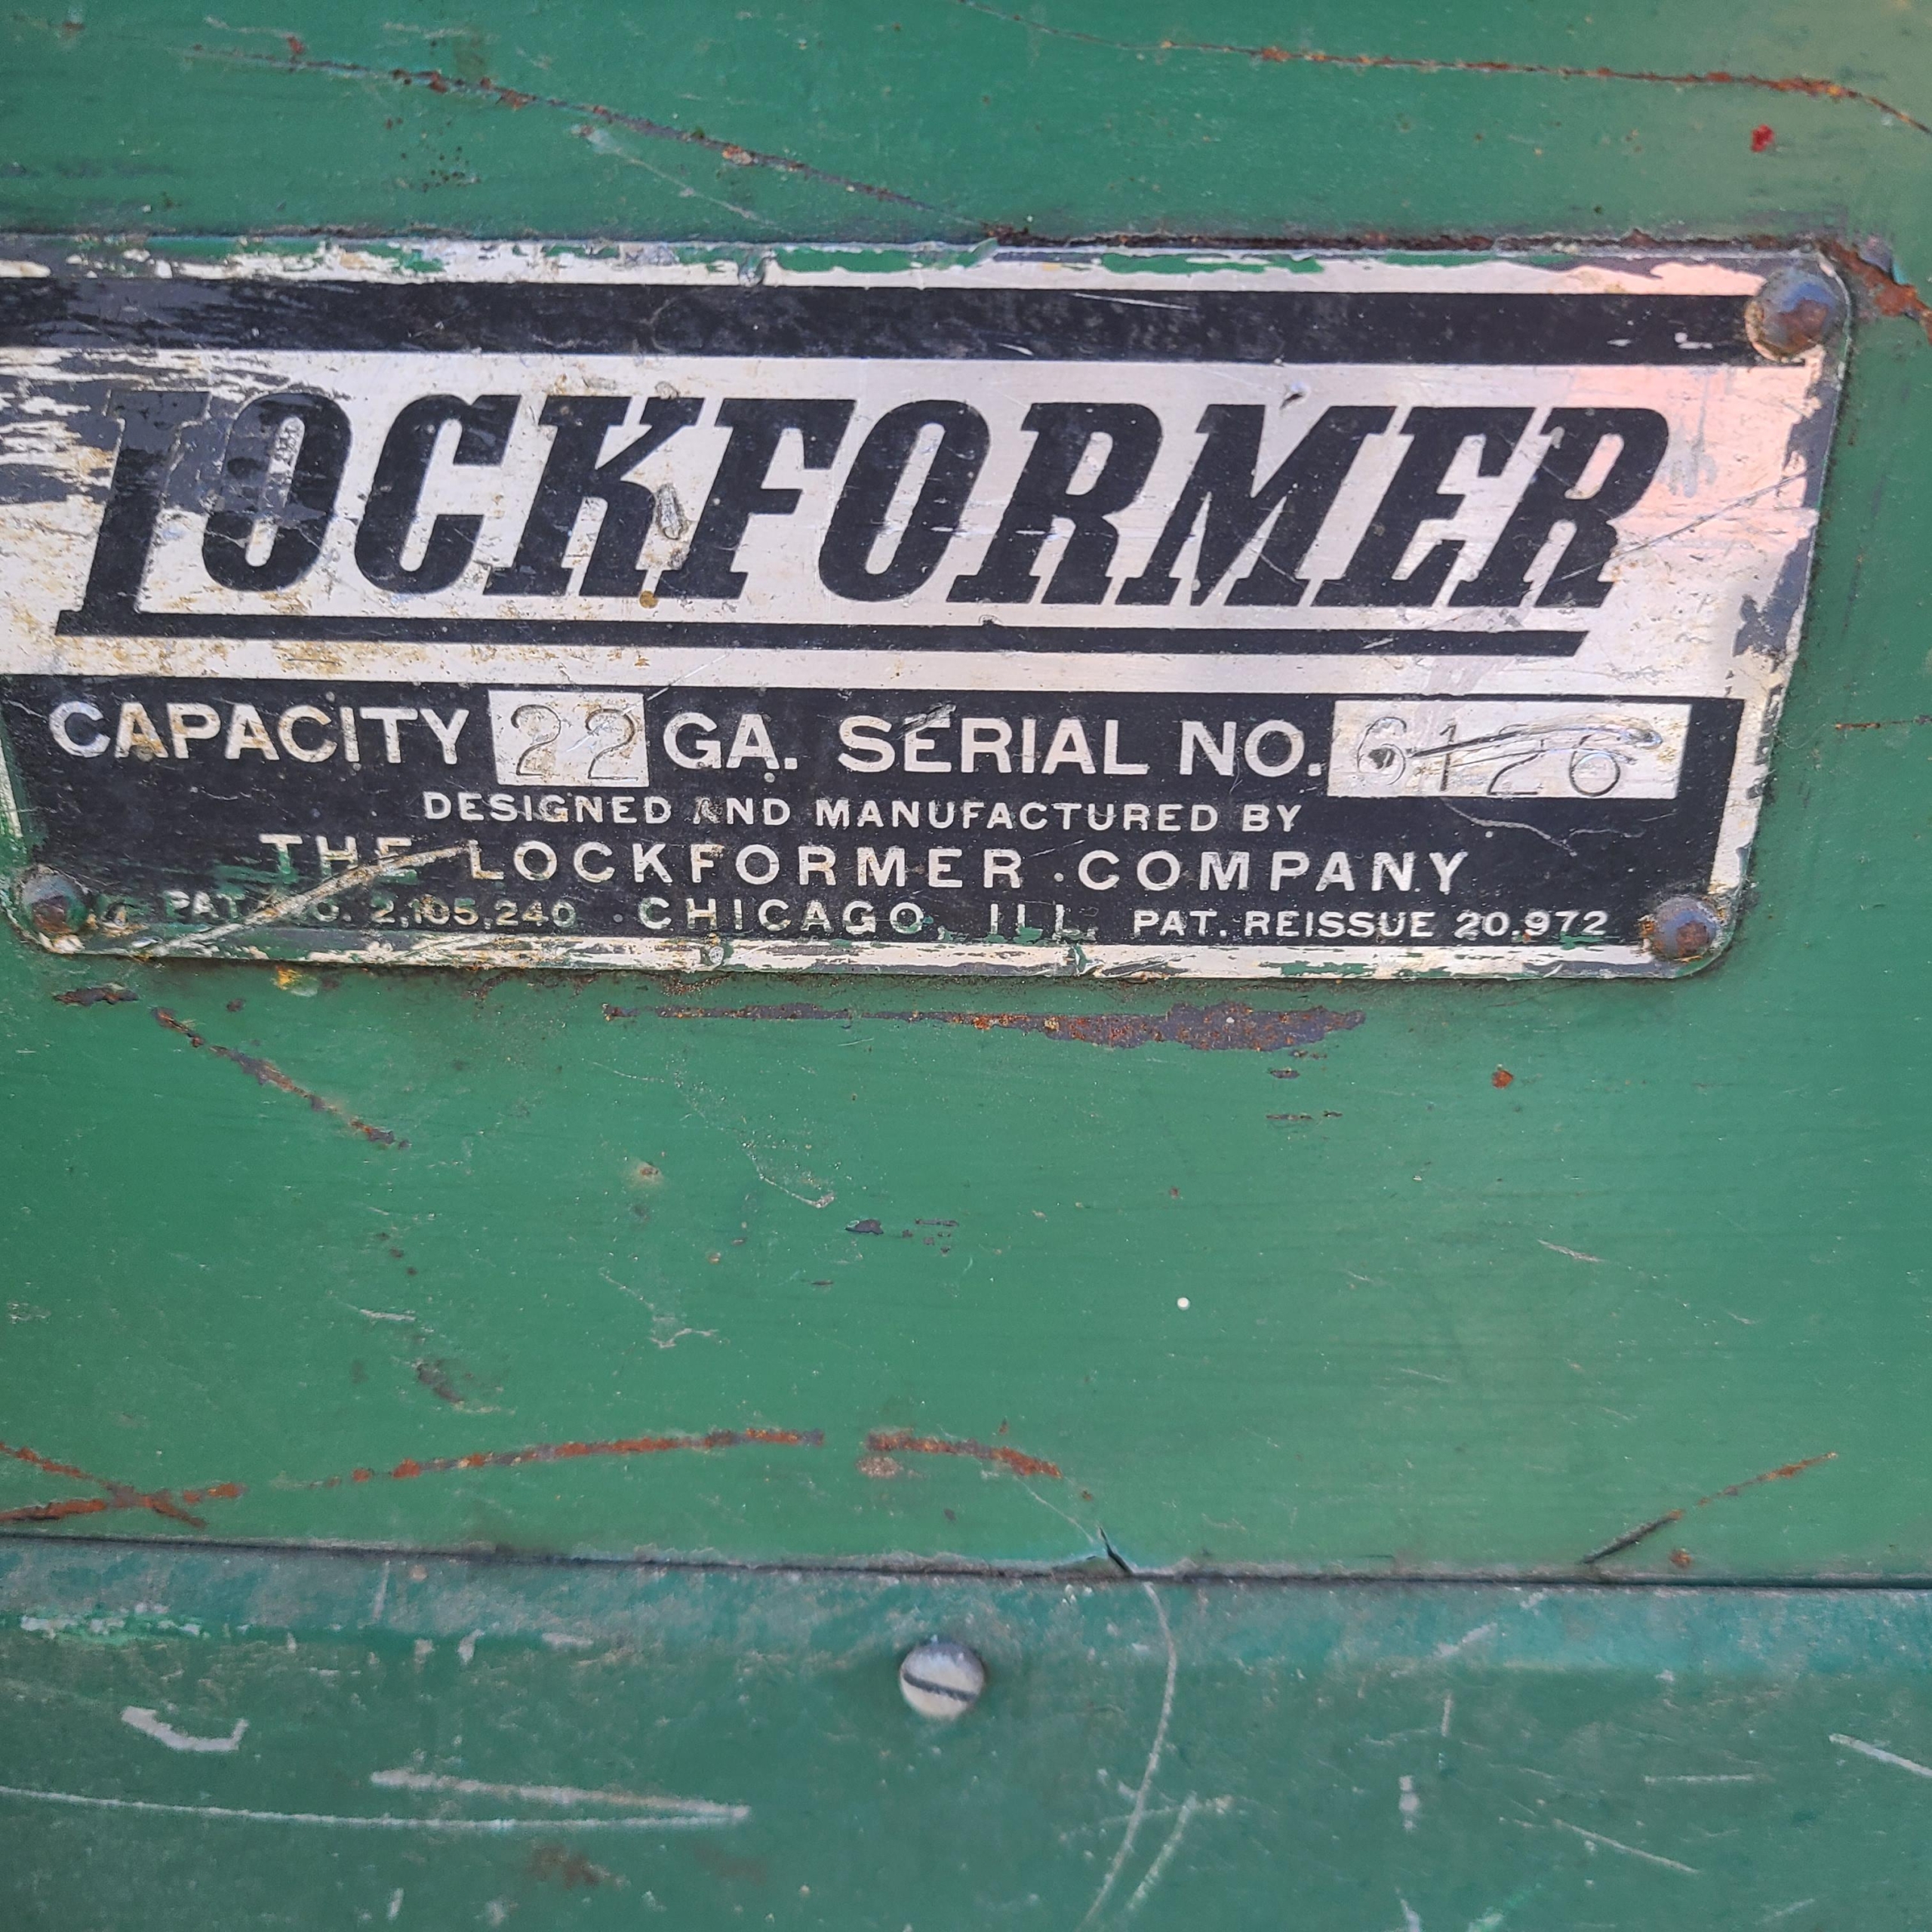 LOCKFORMER
CAPACITY 22 GA. SERIAL NO. 6126
DESIGNED AND MANUFACTURED BY
THE LOCKFORMER COMPANY
PAT. NO. 2,105,240 CHICAGO, ILL. PAT. REISSUE 20.972